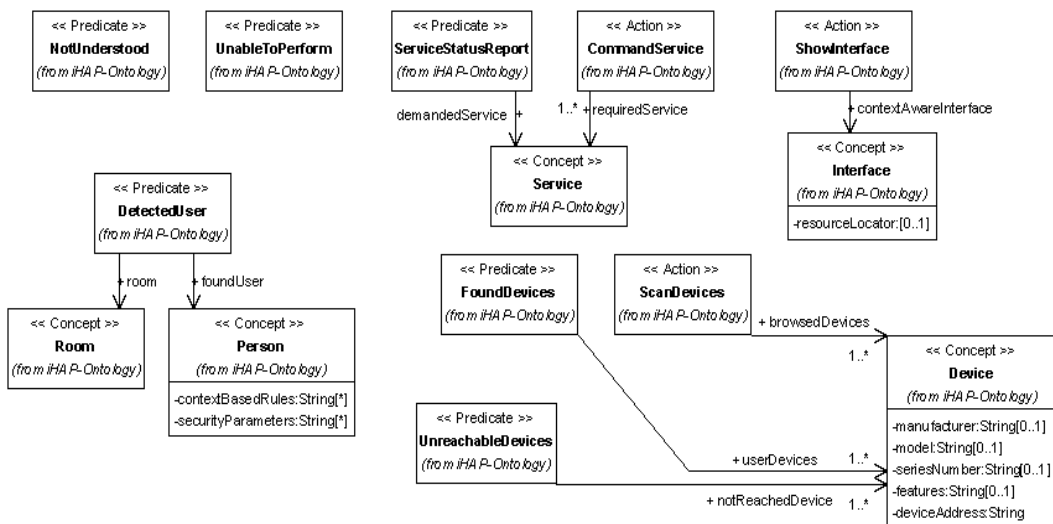 << Predicate >>
NotUnderstood
(from iHAP-Ontology)
<< Predicate >>
UnableToPerform
(from iHAP-Ontology)
<< Predicate >>
ServiceStatusReport
(from iHAP-Ontology)
<< Action >>
CommandService
(from iHAP-Ontology)
<< Action >>
ShowInterface
(from iHAP-Ontology)
demandedService +
1..* + requiredService
+ contextAwareInterface
<< Concept >>
Service
(from iHAP-Ontology)
<< Concept >>
Interface
(from iHAP-Ontology)
-resourceLocator:[0..1]
<< Predicate >>
DetectedUser
(from iHAP-Ontology)
+ room
+ foundUser
<< Concept >>
Room
(from iHAP-Ontology)
<< Concept >>
Person
(from iHAP-Ontology)
-contextBasedRules:String[*]
-securityParameters:String[*]
<< Predicate >>
FoundDevices
(from iHAP-Ontology)
<< Action >>
ScanDevices
(from iHAP-Ontology)
+ browsedDevices
1..*
<< Concept >>
Device
(from iHAP-Ontology)
-manufacturer:String[0..1]
-model:String[0..1]
-seriesNumber:String[0..1]
-features:String[0..1]
-deviceAddress:String
<< Predicate >>
UnreachableDevices
(from iHAP-Ontology)
+ userDevices 1..*
+ notReachedDevice 1..*